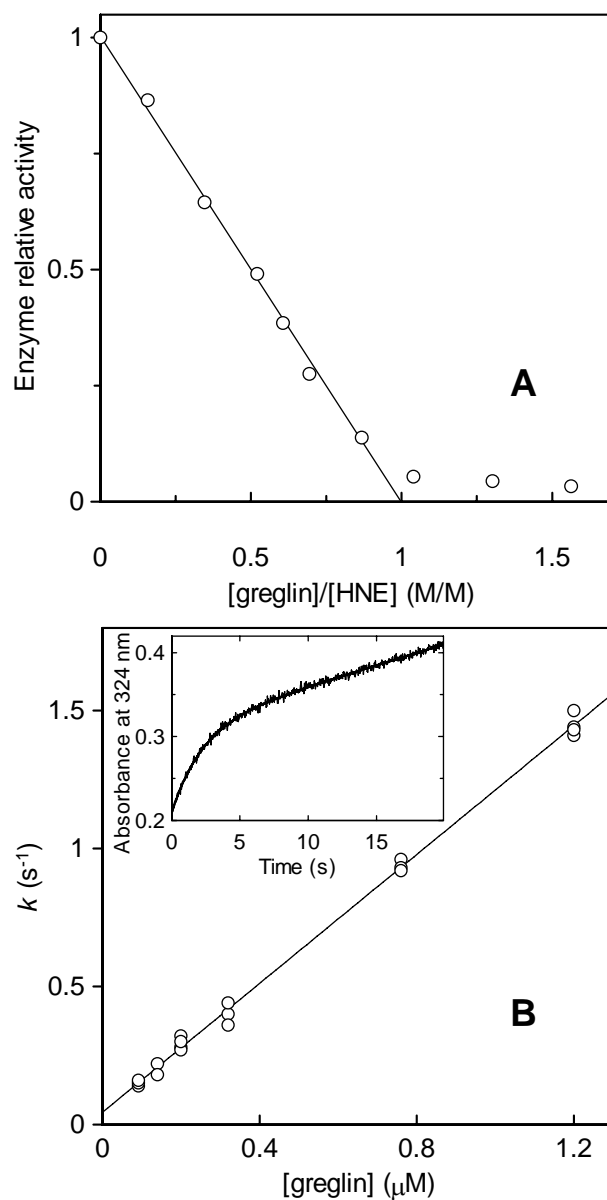 1
Enzyme relative activity
0.5
A
0
0 0.5 1 1.5
[greglin]/[HNE] (M/M)
Absorbance at 324 nm
0.4
0.3
0.2
0 5 10 15
Time (s)
1.5
1
k (s-1)
0.5
B
0
0 0.4 0.8 1.2
[greglin] (μM)